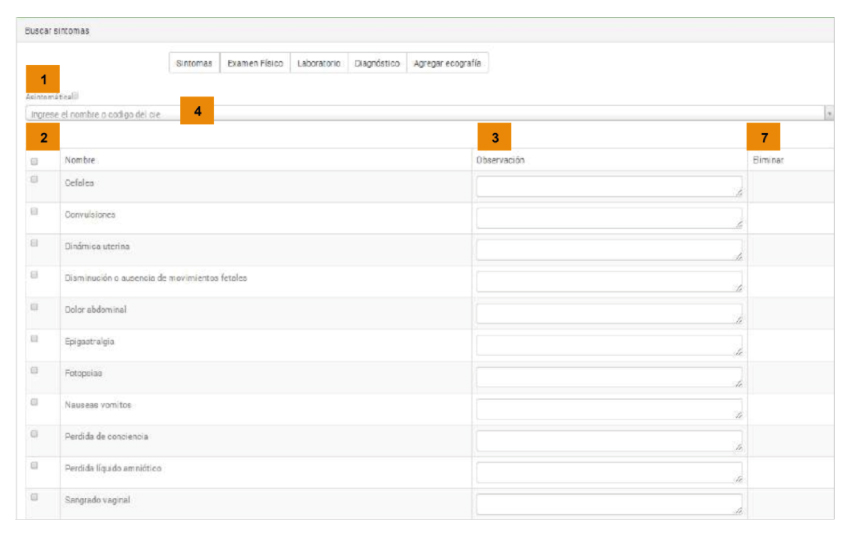 Buscar sintomas
Sintomas Examen Físico Laboratorio Diagnóstico Agregar ecografía
1
Asintomática
Ingrese el nombre o codigo del cie 4
2 3 7
Nombre Observación Eliminar
Cefalea
Convulsiones
Dinámica uterina
Disminución o ausencia de movimientos fetales
Dolor abdominal
Epigastralgia
Fotopsias
Nauseas vomitos
Perdida de conciencia
Perdida líquido amniótico
Sangrado vaginal